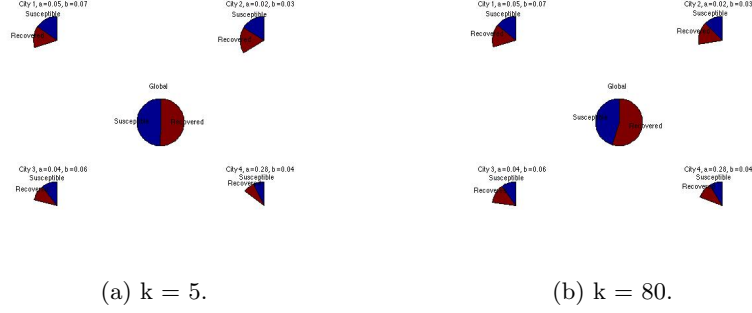 City 1, a=0.05, b=0.07
Susceptible
Recovered
City 2, a=0.02, b=0.03
Susceptible
Recovered
Global
Susceptible
Recovered
City 3, a=0.04, b=0.06
Susceptible
Recovered
City 4, a=0.28, b=0.04
Susceptible
Recovered
(a) k = 5.
City 1, a=0.05, b=0.07
Susceptible
Recovered
City 2, a=0.02, b=0.03
Susceptible
Recovered
Global
Susceptible
Recovered
City 3, a=0.04, b=0.06
Susceptible
Recovered
City 4, a=0.28, b=0.04
Susceptible
Recovered
(b) k = 80.